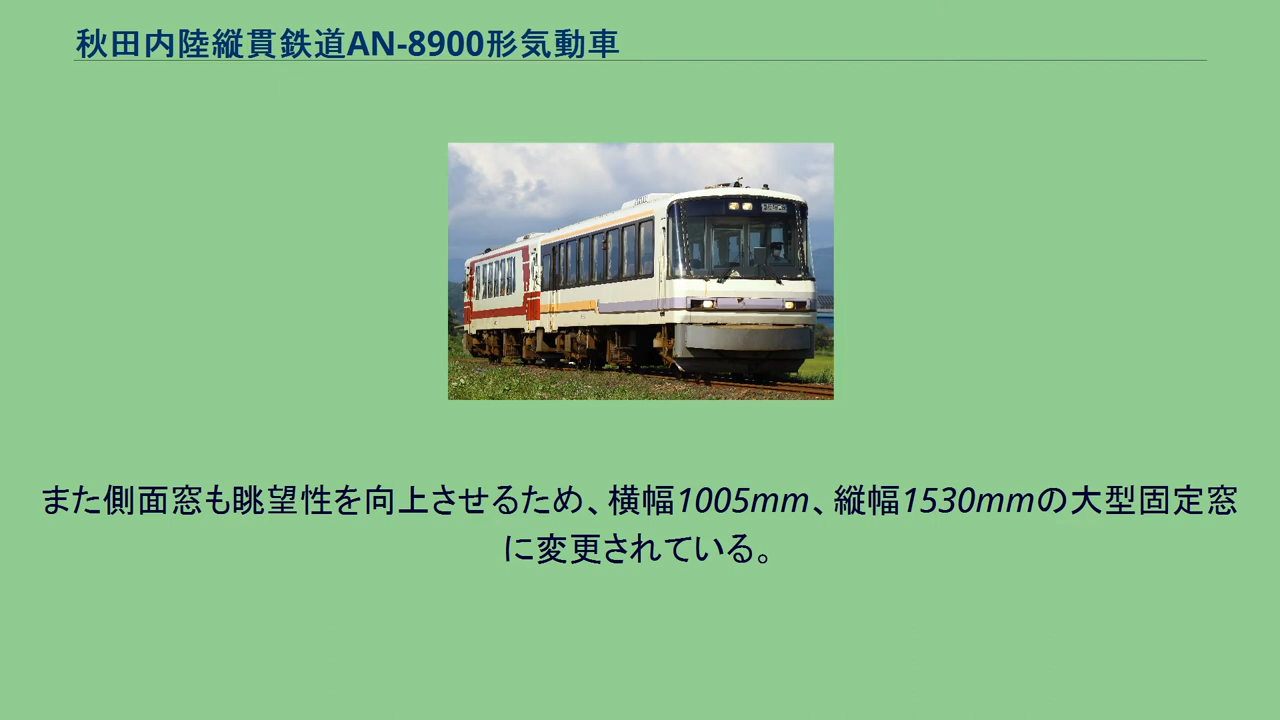 秋田内陸縦貫鉄道AN-8900形気動車
また側面窓も眺望性を向上させるため、横幅1005mm、縦幅1530mmの大型固定窓
に変更されている。